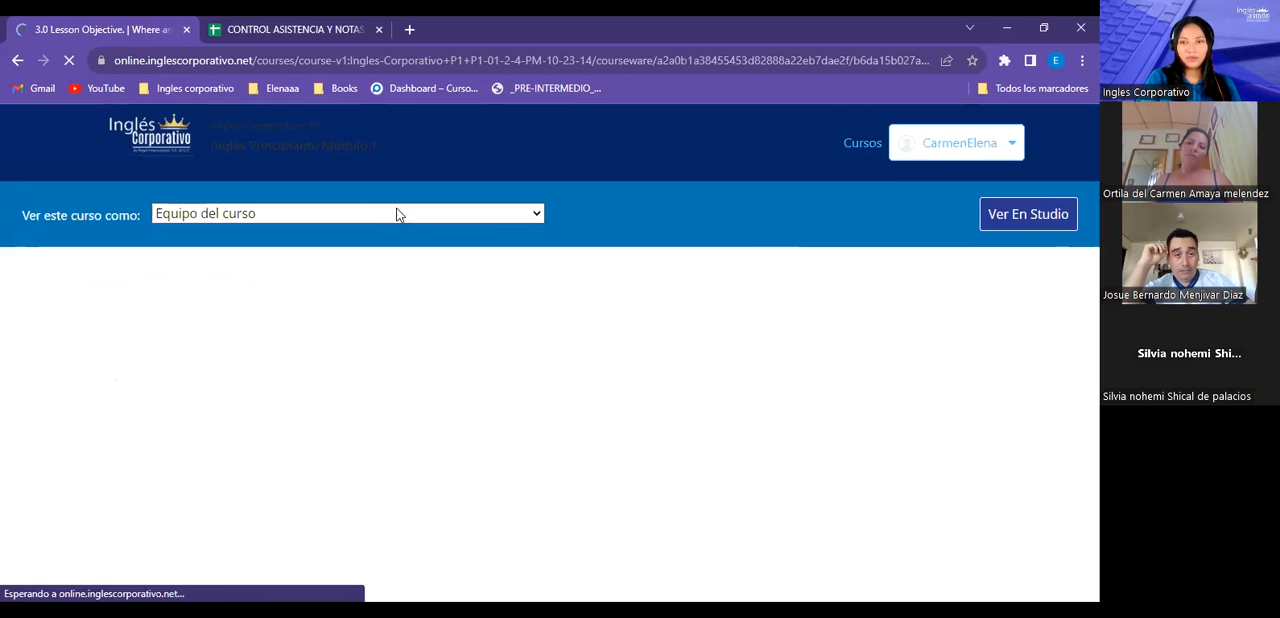 3.0 Lesson Objective. | Where a
CONTROL ASISTENCIA Y NOTAS
online.inglescorporativo.net/courses/course-v1:Ingles-Corporativo+P1+P1-01-2-4-PM-10-23-14/courseware/a2a0b1a38455453d82888a22eb7dae2f/b6da15b027a...
E
Gmail
YouTube
Ingles corporativo
Elenaaa
Books
Dashboard – Curso...
_PRE-INTERMEDIO_...
Todos los marcadores
Inglés
Corporativo
Inglés Principiante Módulo 1
Cursos
CarmenElena
Ver este curso como:
Equipo del curso
Ver En Studio
Esperando a online.inglescorporativo.net...
Ingles Corporativo
Ortila del Carmen Amaya melendez
Josue Bernardo Menjivar Diaz
Silvia nohemi Shi...
Silvia nohemi Shical de palacios